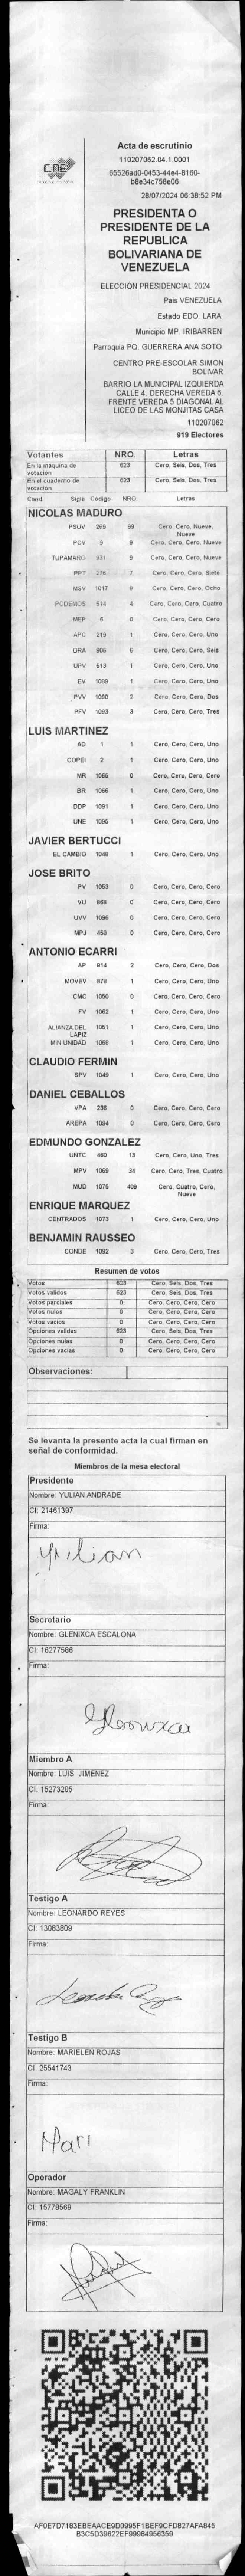 CNE
Acta de escrutinio
110207062.04.1.0001
65526ad0-0453-44e4-8160-
b8e34c758e06
28/07/2024 06:38:52 PM
PRESIDENTA O
PRESIDENTE DE LA
REPUBLICA
BOLIVARIANA DE
VENEZUELA
ELECCIÓN PRESIDENCIAL 2024
Pais VENEZUELA
Estado EDO. LARA
Municipio MP. IRIBARREN
Parroquia PQ. GUERRERA ANA SOTO
CENTRO PRE-ESCOLAR SIMON
BOLIVAR
BARRIO LA MUNICIPAL IZQUIERDA
CALLE 4. DERECHA VEREDA 6.
FRENTE VEREDA 5 DIAGONAL AL
LICEO DE LAS MONJITAS CASA
110207062
919 Electores
Votantes NRO. Letras
En la maquina de votación 623 Cero, Seis, Dos, Tres
En el cuaderno de votación 623 Cero, Seis, Dos, Tres
Cand. Sigla Codigo NRO. Letras
NICOLAS MADURO
PSUV 269 99 Cero, Cero, Nueve, Nueve
PCV 9 9 Cero, Cero, Cero, Nueve
TUPAMARO 931 9 Cero, Cero, Cero, Nueve
PPT 7 Cero, Cero, Cero, Siete
MSV 1017 8 Cero, Cero, Cero, Ocho
PODEMOS 514 4 Cero, Cero, Cero, Cuatro
MEP 6 0 Cero, Cero, Cero, Cero
APC 219 1 Cero, Cero, Cero, Uno
ORA 906 6 Cero, Cero, Cero, Seis
UPV 513 1 Cero, Cero, Cero, Uno
EV 1089 1 Cero, Cero, Cero, Uno
PVV 1090 2 Cero, Cero, Cero, Dos
PFV 1093 3 Cero, Cero, Cero, Tres
LUIS MARTINEZ
AD 1 1 Cero, Cero, Cero, Uno
COPEI 2 1 Cero, Cero, Cero, Uno
MR 1065 0 Cero, Cero, Cero, Cero
BR 1066 1 Cero, Cero, Cero, Uno
DDP 1091 1 Cero, Cero, Cero, Uno
UNE 1095 1 Cero, Cero, Cero, Uno
JAVIER BERTUCCI
EL CAMBIO 1048 1 Cero, Cero, Cero, Uno
JOSE BRITO
PV 1053 0 Cero, Cero, Cero, Cero
VU 868 0 Cero, Cero, Cero, Cero
UVV 1096 0 Cero, Cero, Cero, Cero
MPJ 459 0 Cero, Cero, Cero, Cero
ANTONIO ECARRI
AP 814 2 Cero, Cero, Cero, Dos
MOVEV 978 1 Cero, Cero, Cero, Uno
CMC 1050 0 Cero, Cero, Cero, Cero
FV 1062 1 Cero, Cero, Cero, Uno
ALIANZA DEL LAPIZ 1051 1 Cero, Cero, Cero, Uno
MIN UNIDAD 1058 1 Cero, Cero, Cero, Uno
CLAUDIO FERMIN
SPV 1049 1 Cero, Cero, Cero, Uno
DANIEL CEBALLOS
VPA 236 0 Cero, Cero, Cero, Cero
AREPA 1094 0 Cero, Cero, Cero, Cero
EDMUNDO GONZALEZ
UNTC 460 13 Cero, Cero, Uno, Tres
MPV 1069 34 Cero, Cero, Tres, Cuatro
MUD 1075 409 Cero, Cuatro, Cero, Nueve
ENRIQUE MARQUEZ
CENTRADOS 1073 1 Cero, Cero, Cero, Uno
BENJAMIN RAUSSEO
CONDE 1092 3 Cero, Cero, Cero, Tres
Resumen de votos
Votos 623 Cero, Seis, Dos, Tres
Votos validos 623 Cero, Seis, Dos, Tres
Votos parciales 0 Cero, Cero, Cero, Cero
Votos nulos 0 Cero, Cero, Cero, Cero
Votos vacios 0 Cero, Cero, Cero, Cero
Opciones validas 623 Cero, Seis, Dos, Tres
Opciones nulas 0 Cero, Cero, Cero, Cero
Opciones vacias 0 Cero, Cero, Cero, Cero
Observaciones:
Se levanta la presente acta la cual firman en
señal de conformidad.
Miembros de la mesa electoral
Presidente
Nombre: YULIAN ANDRADE
CI: 21461397
Firma:
Yulian
Secretario
Nombre: GLENIXCA ESCALONA
CI: 16277586
Firma:
Miembro A
Nombre: LUIS JIMENEZ
CI: 15273205
Firma:
Testigo A
Nombre: LEONARDO REYES
CI: 13083809
Firma:
Testigo B
Nombre: MARIELEN ROJAS
CI: 25541743
Firma:
Mari
Operador
Nombre: MAGALY FRANKLIN
CI: 15778569
Firma:
AF0E7D7183EBEAACE9D0995F1BEF9CFDB27AFA845
B3C5D39622EF99984956359